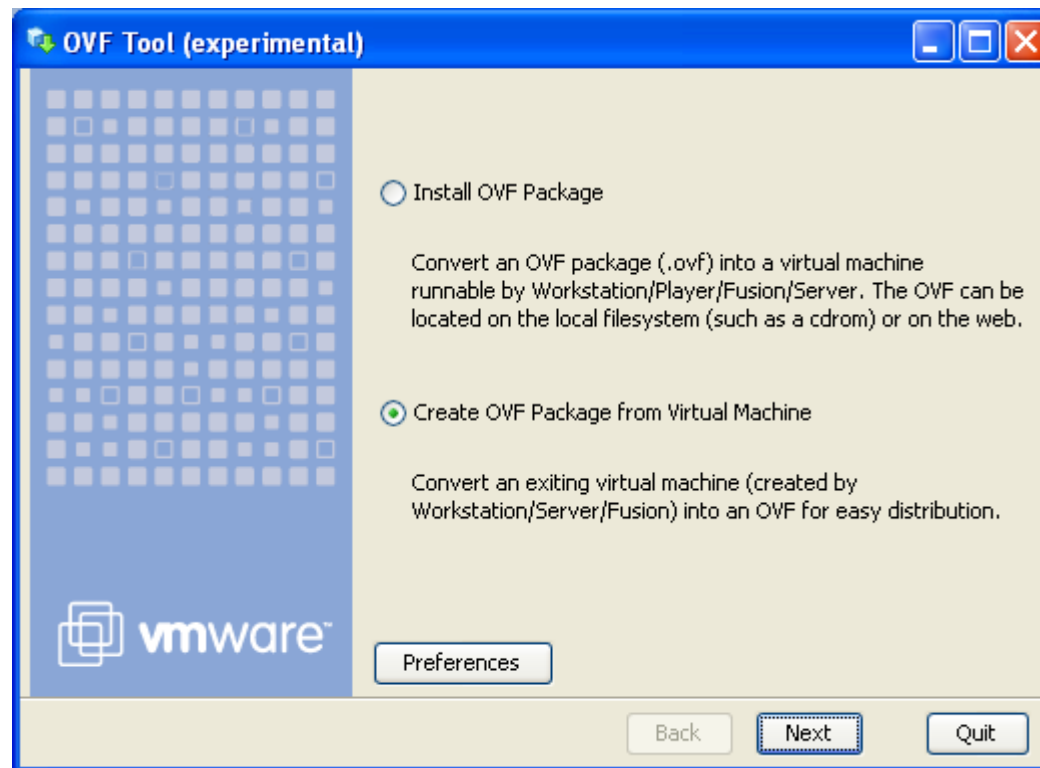 OVF Tool (experimental)
Install OVF Package
Convert an OVF package (.ovf) into a virtual machine
runnable by Workstation/Player/Fusion/Server. The OVF can be
located on the local filesystem (such as a cdrom) or on the web.
Create OVF Package from Virtual Machine
Convert an exiting virtual machine (created by
Workstation/Server/Fusion) into an OVF for easy distribution.
vmware™
Preferences
Back Next Quit